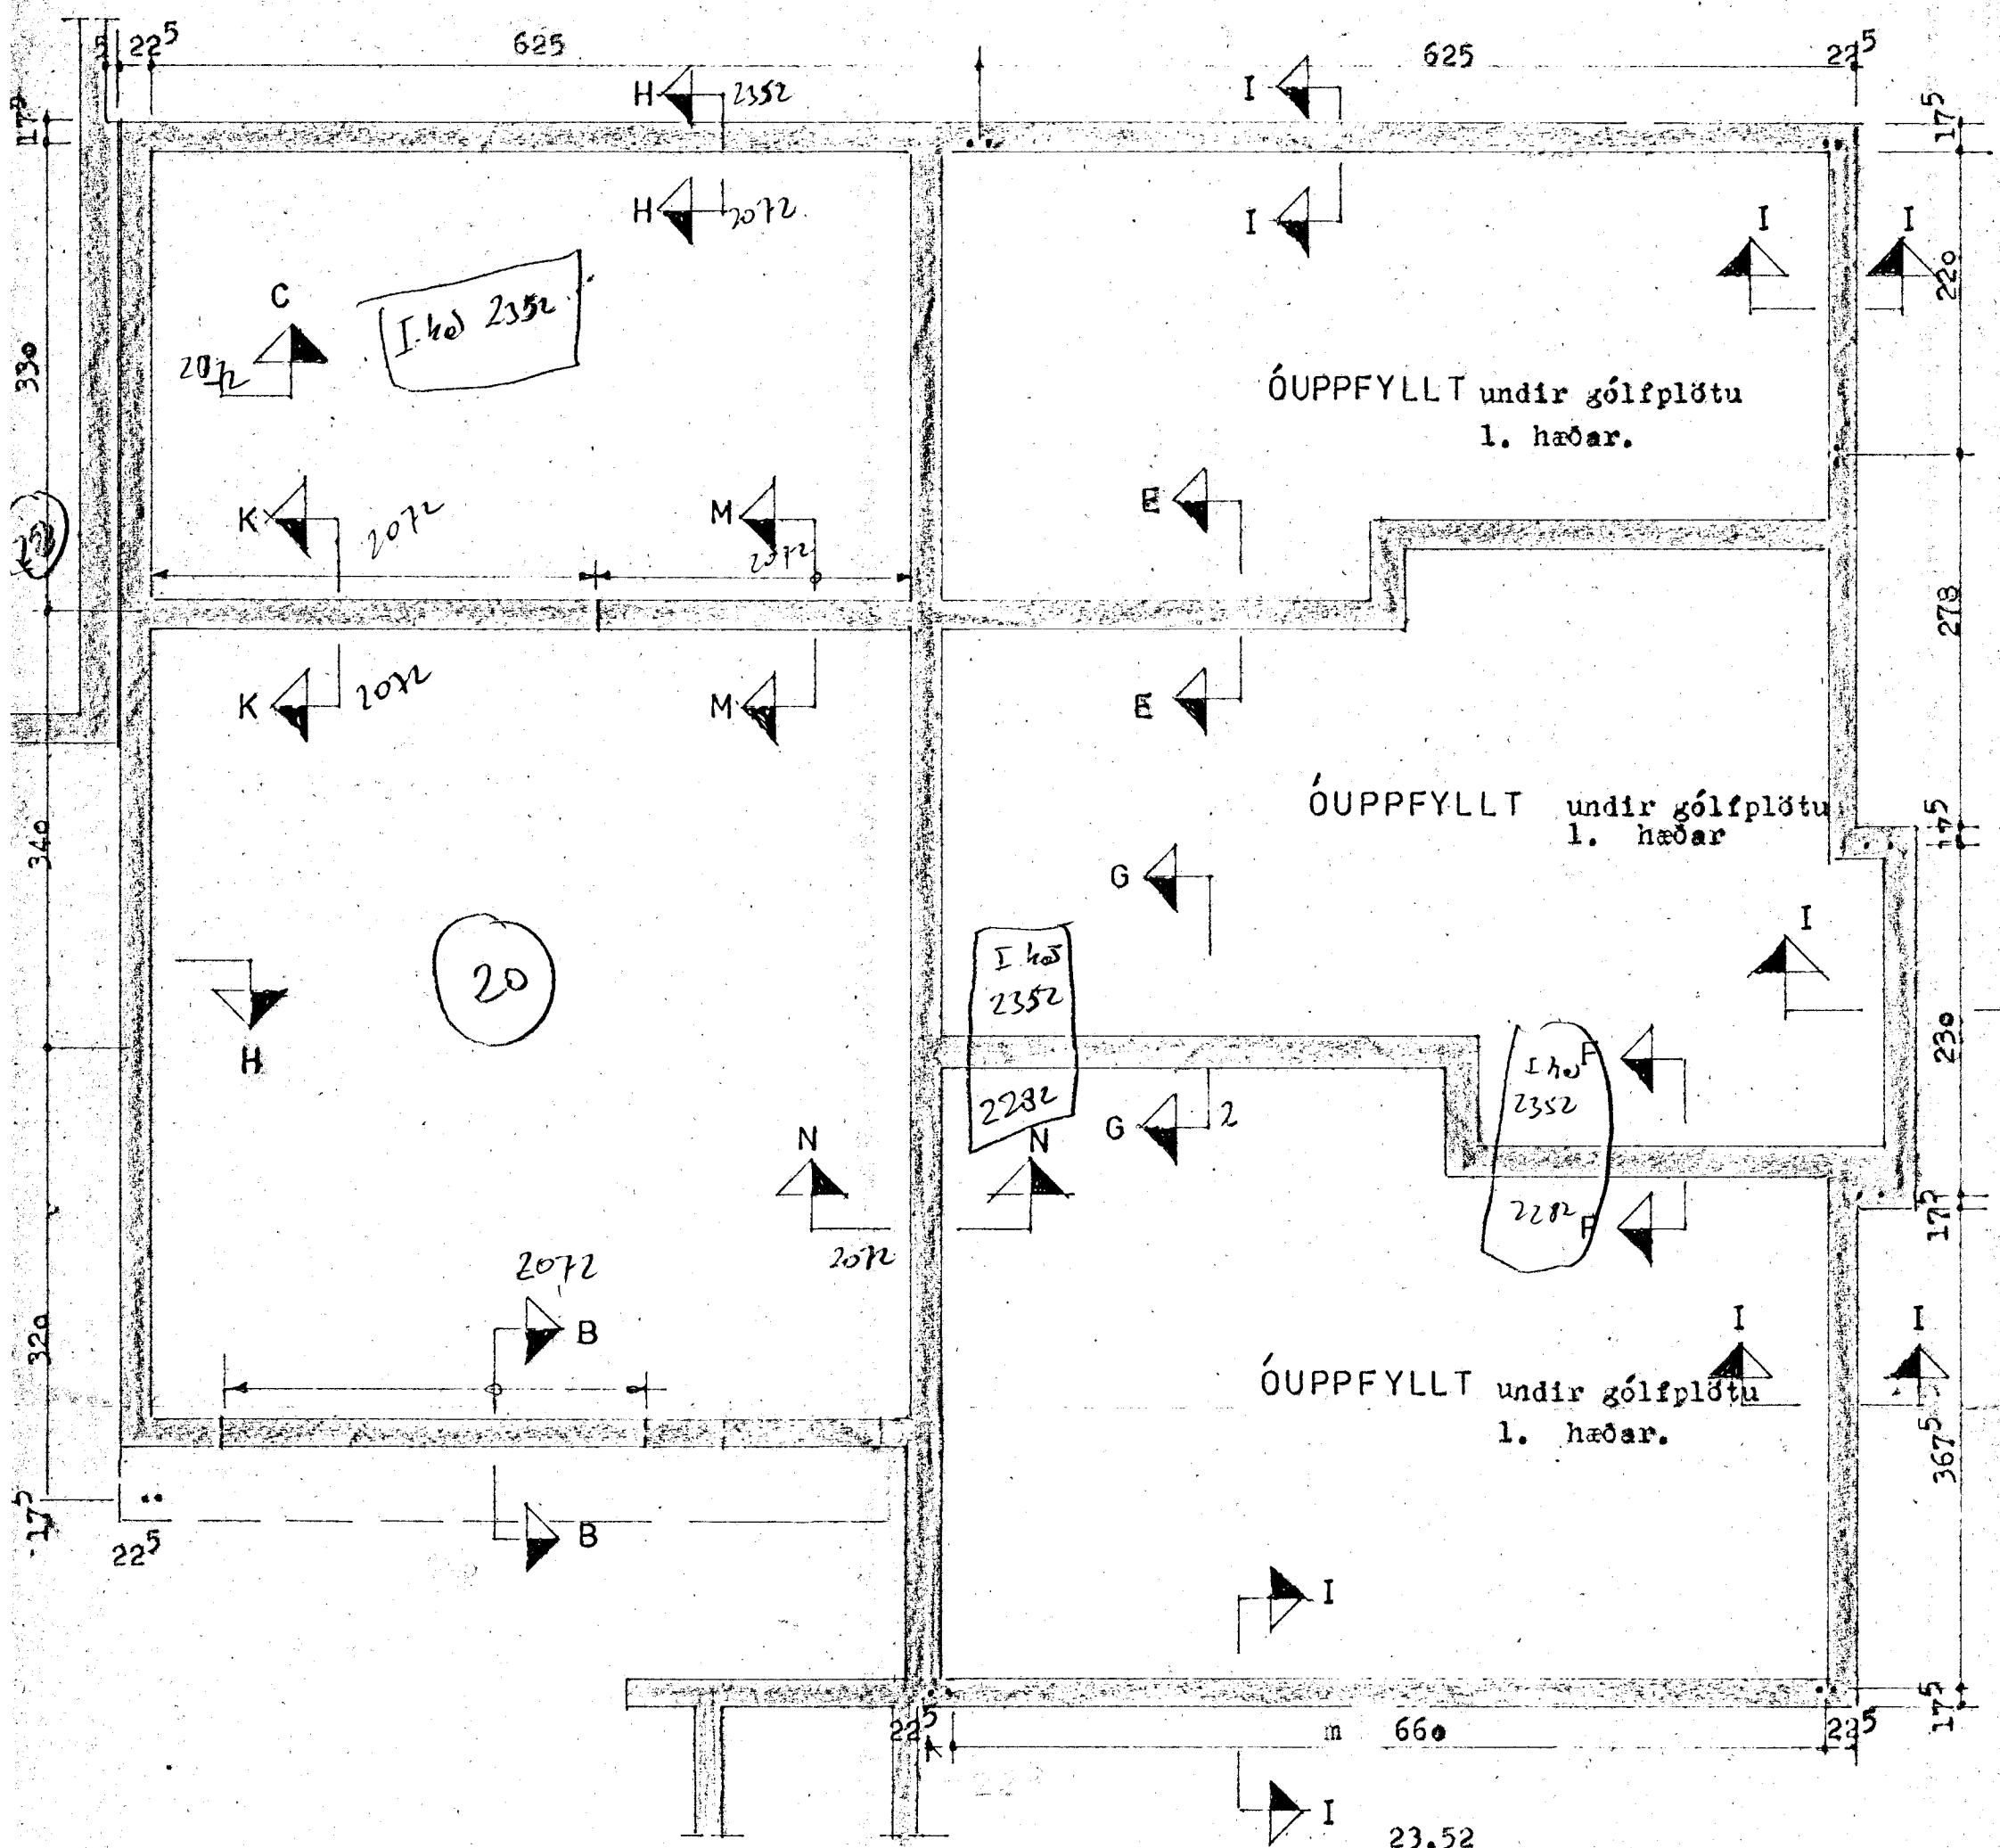 5 22⁵ 625 625 22⁵
H 2352 I
17⁵ 17⁵
H 2072 I
I I
220
C
I. hæð 2352
2072
330
ÓUPPFYLLT undir gólfplötu
1. hæðar.
K 2072 M E
2072
278
K 2072 M E
340
ÓUPPFYLLT undir gólfplötu
1. hæðar
17⁵
G
I
I. hæð
2352
20
H
230
I hæð F
2352
2282
G 2
N N
2282 F
17⁵
2072
2072
B
320
I I
ÓUPPFYLLT undir gólfplötu
1. hæðar.
367⁵
17⁵
B
22⁵
I
17⁵
22⁵ m 660 22⁵
I
23.52